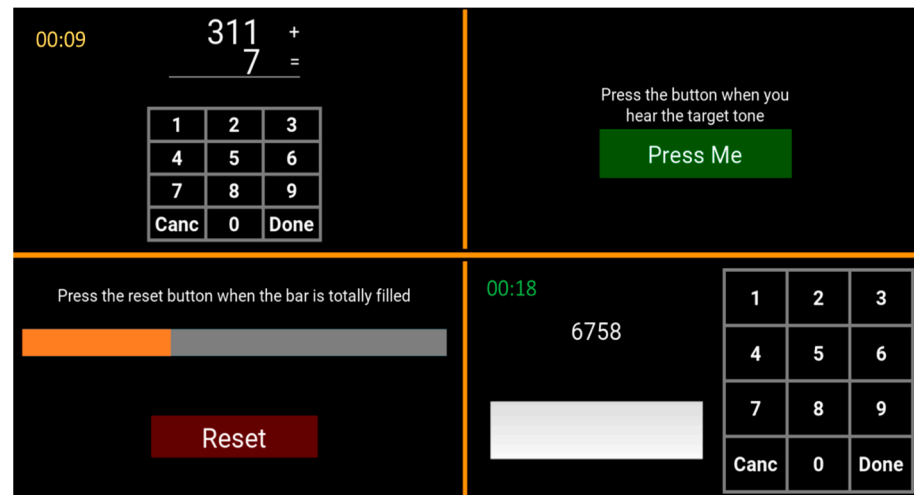 00:09
311 +
7 =
1 2 3
4 5 6
7 8 9
Canc 0 Done
Press the button when you
hear the target tone
Press Me
Press the reset button when the bar is totally filled
Reset
00:18
6758
1 2 3
4 5 6
7 8 9
Canc 0 Done